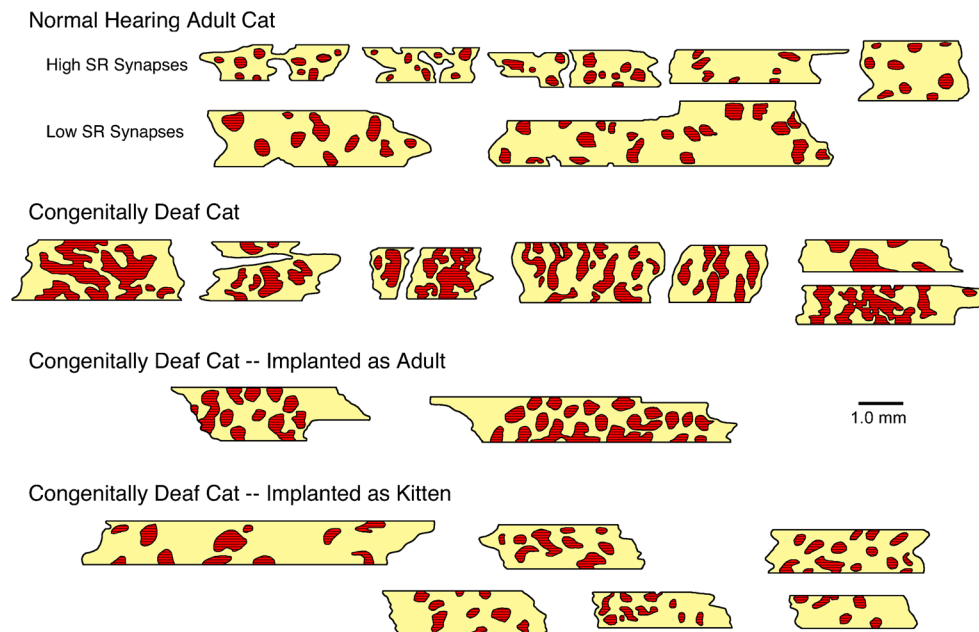 Normal Hearing Adult Cat
High SR Synapses
Low SR Synapses
Congenitally Deaf Cat
Congenitally Deaf Cat -- Implanted as Adult
1.0 mm
Congenitally Deaf Cat -- Implanted as Kitten